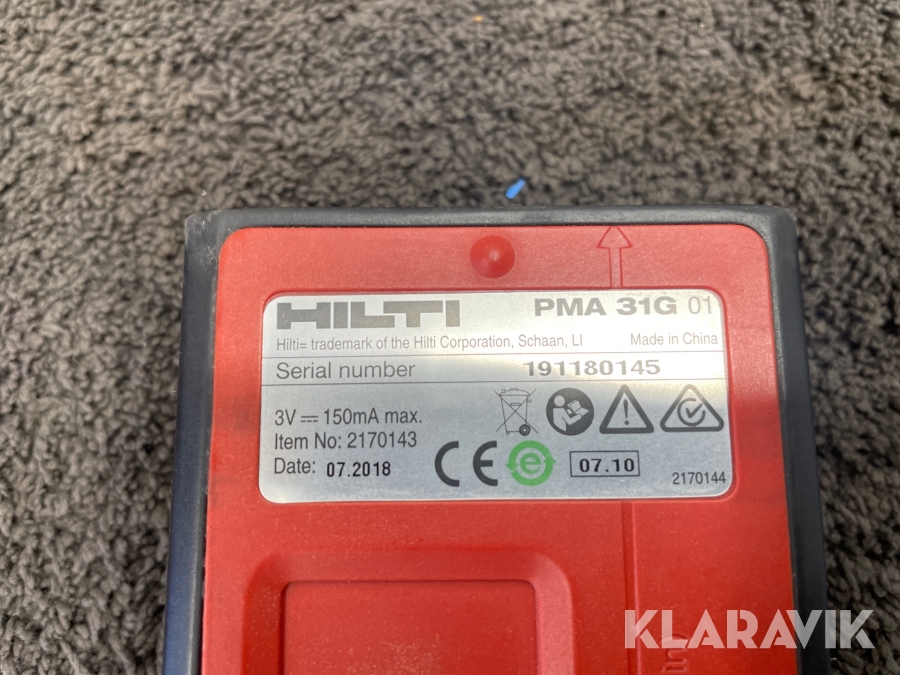 HILTI PMA 31G 01
Hilti= trademark of the Hilti Corporation, Schaan, LI Made in China
Serial number 191180145
3V 150mA max.
Item No: 2170143
Date: 07.2018
CE e 07.10
2170144
KLARAVIK